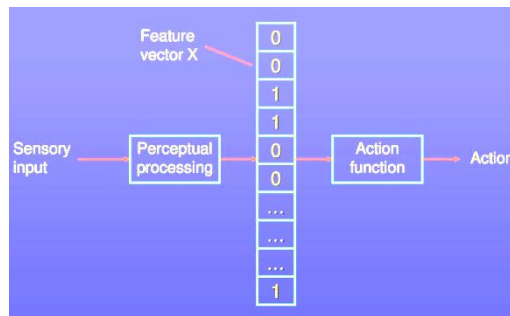 Feature
vector X
0
0
1
1
0
0
...
...
...
1
Sensory
input
Perceptual
processing
Action
function
Action